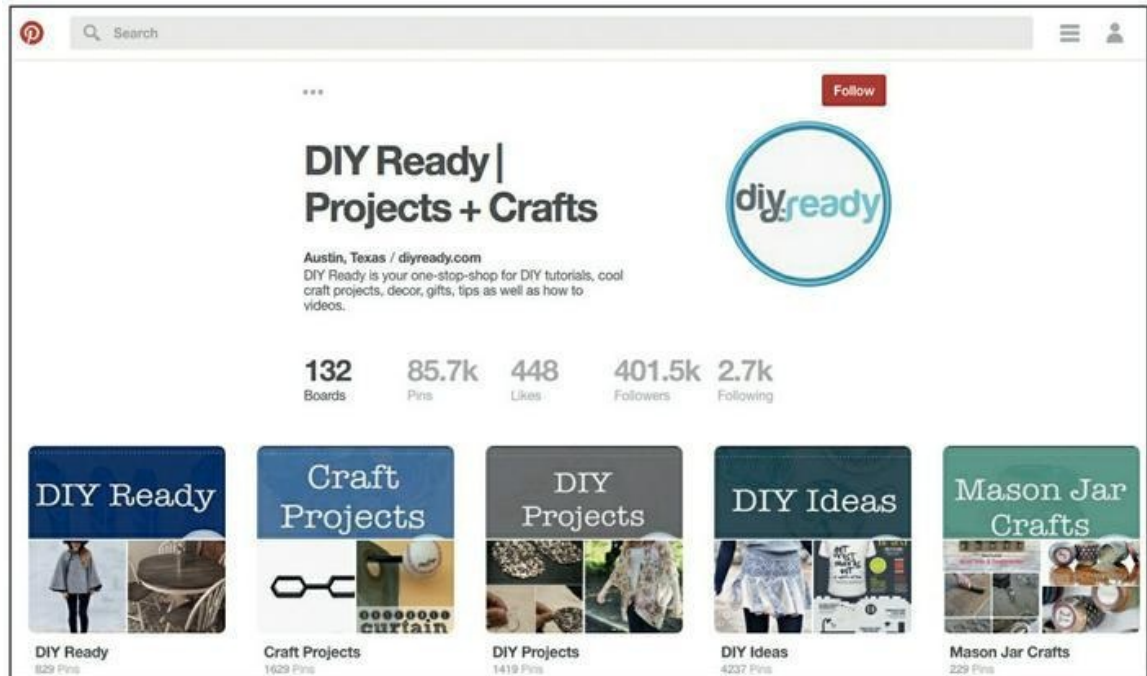 Search
Follow
DIY Ready |
Projects + Crafts
diy.ready
Austin, Texas / diyready.com
DIY Ready is your one-stop-shop for DIY tutorials, cool
craft projects, decor, gifts, tips as well as how to
videos.
132 85.7k 448 401.5k 2.7k
Boards Pins Likes Followers Following
DIY Ready
Craft
Projects
DIY
Projects
DIY Ideas
Mason Jar
Crafts
curtain
DIY Ready
829 Pins
Craft Projects
1629 Pins
DIY Projects
1419 Pins
DIY Ideas
4237 Pins
Mason Jar Crafts
229 Pins